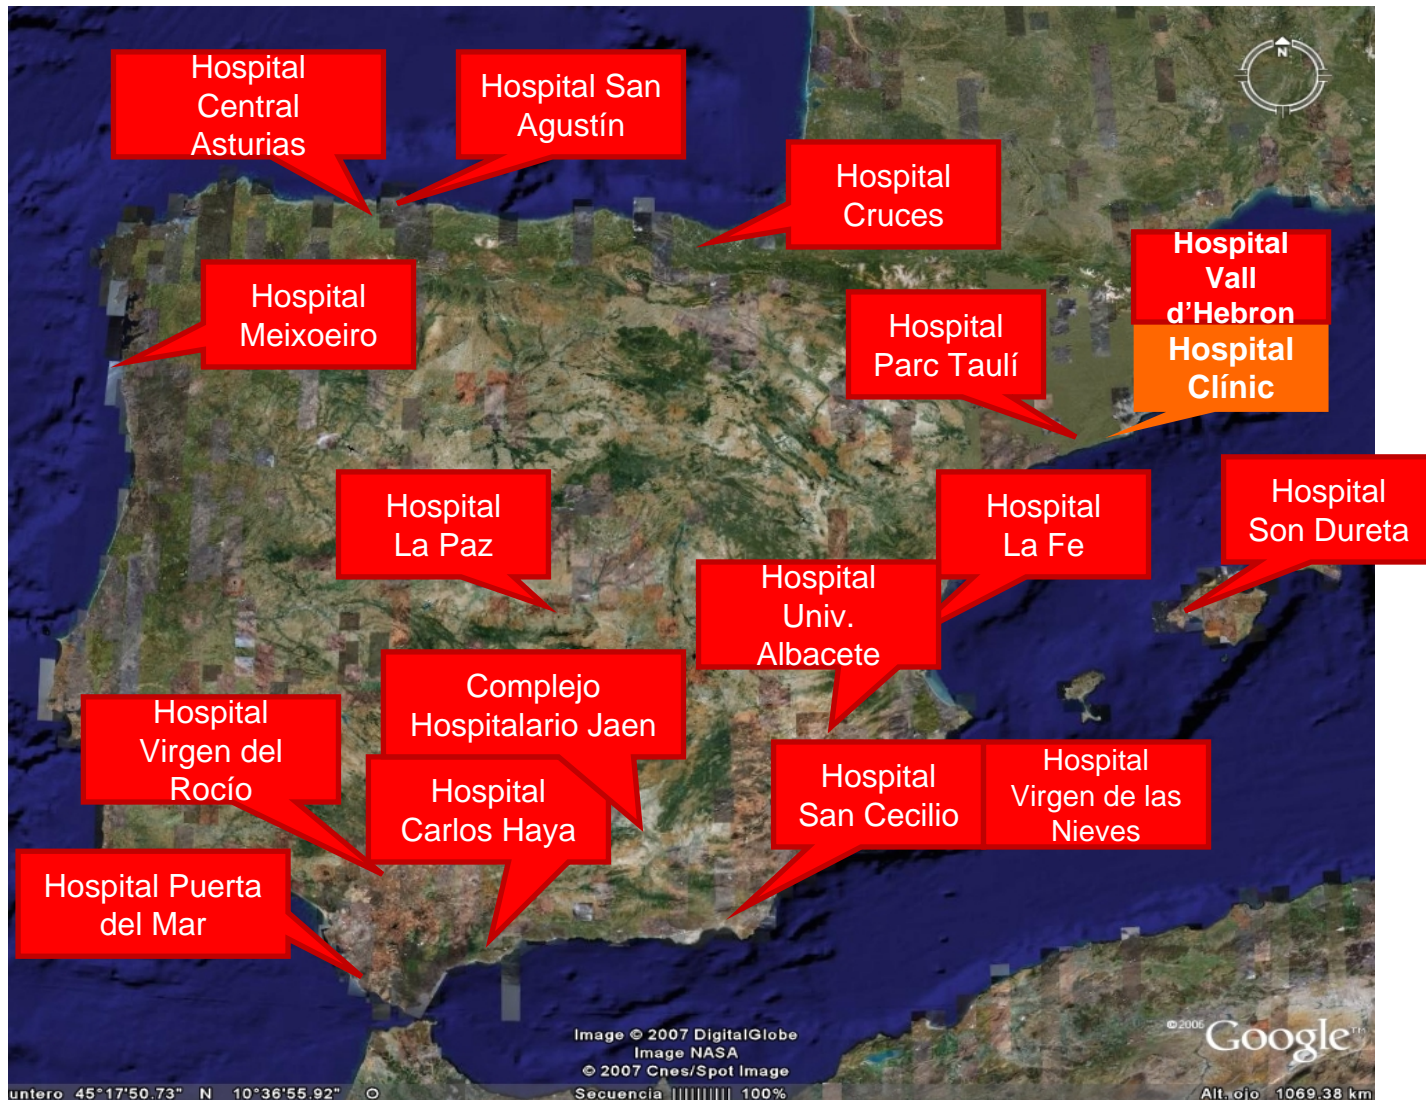 Hospital
Central
Asturias
Hospital San
Agustín
Hospital
Cruces
N
Hospital
Vall
d’Hebron
Hospital
Clínic
Hospital
Meixoeiro
Hospital
Parc Taulí
Hospital
La Paz
Hospital
La Fe
Hospital
Son Dureta
Hospital
Univ.
Albacete
Complejo
Hospitalario Jaen
Hospital
Virgen del
Rocío
Hospital
Carlos Haya
Hospital
San Cecilio
Hospital
Virgen de las
Nieves
Hospital Puerta
del Mar
Image © 2007 DigitalGlobe
Image NASA
© 2007 Cnes/Spot Image
©2006 Google™
untero 45°17'50.73" N 10°36'55.92" O
Secuencia ||||||||| 100%
Alt. ojo 1069.38 km